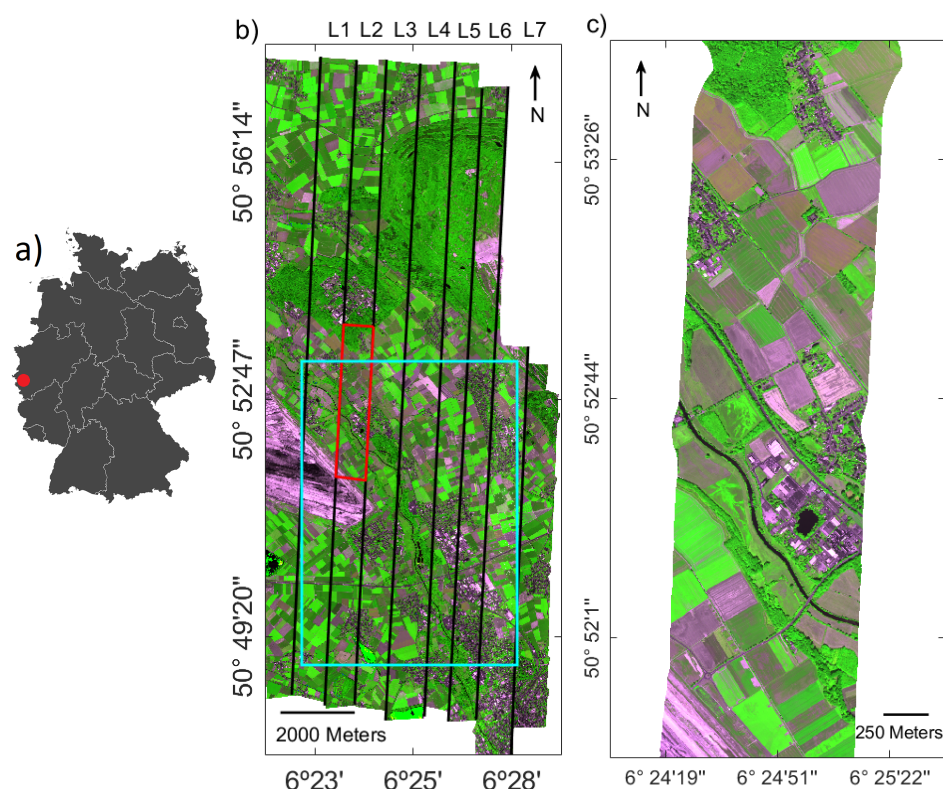 a)
b)
L1 L2 L3 L4 L5 L6 L7
N
50° 56'14"
50° 52'47"
50° 49'20"
2000 Meters
6°23' 6°25' 6°28'
c)
N
50° 53'26"
50° 52'44"
50° 52'1"
250 Meters
6° 24'19" 6° 24'51" 6° 25'22"